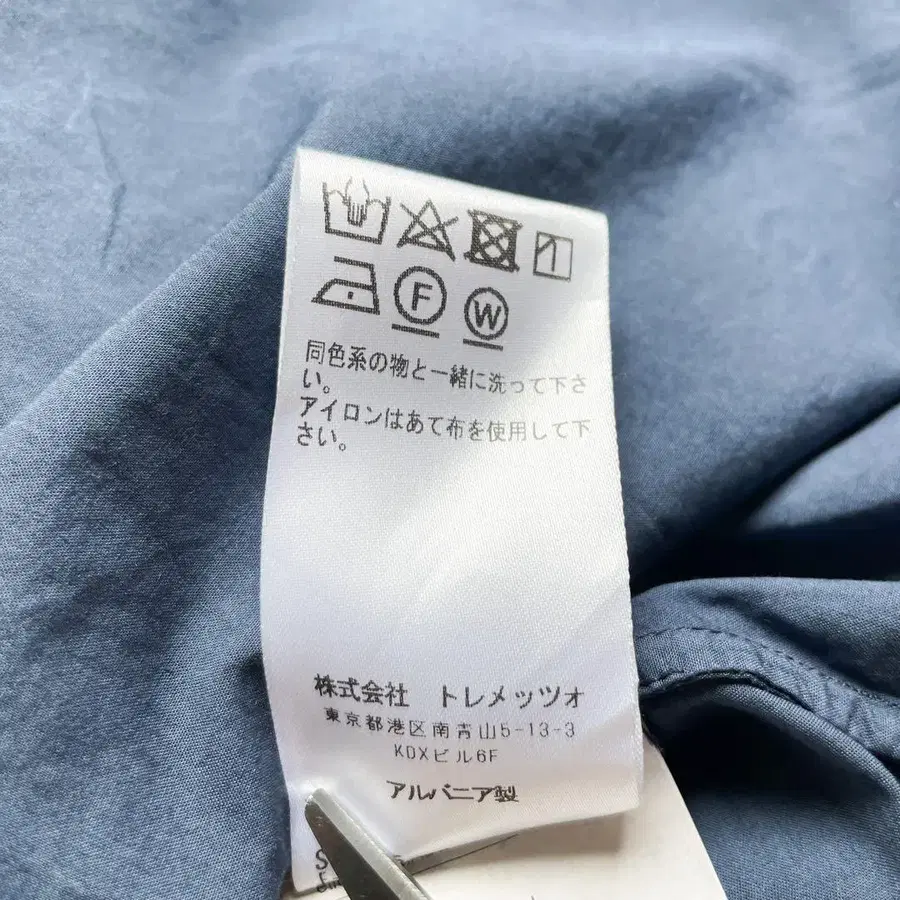 F W
同色系の物と一緒に洗って下さ
い。
アイロンはあて布を使用して下
さい。
株式会社 トレメッツォ
東京都港区南青山5-13-3
KDXビル6F
アルバニア製